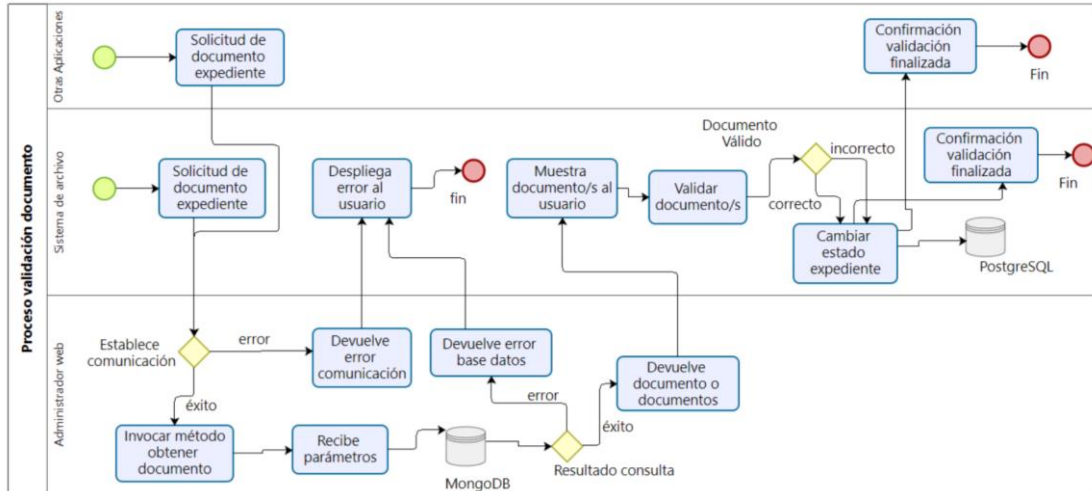 Proceso validación documento
Otras Aplicaciones
Solicitud de
documento
expediente
Confirmación
validación
finalizada
Fin
Sistema de archivo
Solicitud de
documento
expediente
Despliega
error al
usuario
fin
Muestra
documento/s al
usuario
Validar
documento/s
Documento
Válido
incorrecto
correcto
Cambiar
estado
expediente
Confirmación
validación
finalizada
Fin
PostgreSQL
Administrador web
Establece
comunicación
error
éxito
Devuelve
error
comunicación
Devuelve error
base datos
Devuelve
documento o
documentos
Invocar método
obtener
documento
Recibe
parámetros
MongoDB
error
éxito
Resultado consulta